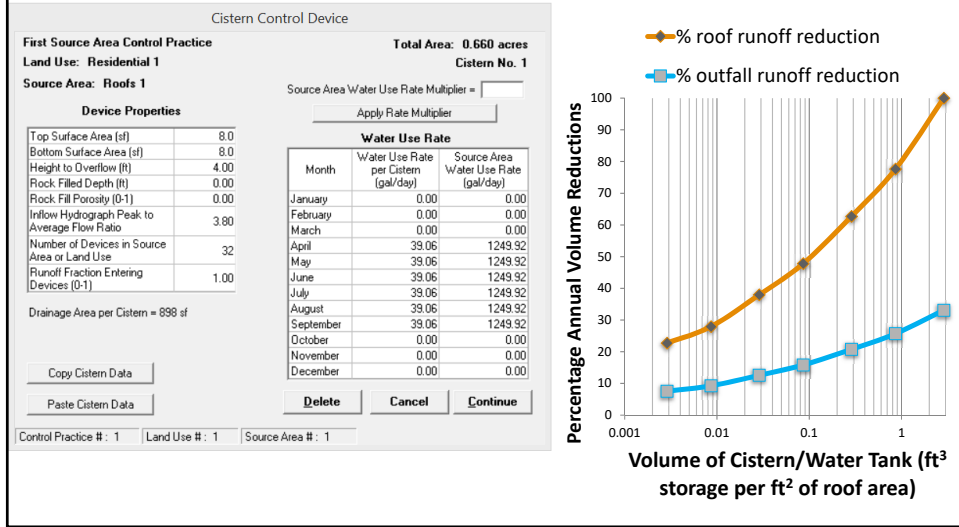 Cistern Control Device
First Source Area Control Practice
Land Use: Residential 1
Source Area: Roofs 1
Total Area: 0.660 acres
Cistern No. 1
Source Area Water Use Rate Multiplier =
Apply Rate Multiplier
Device Properties
Top Surface Area (sf) 8.0
Bottom Surface Area (sf) 8.0
Height to Overflow (ft) 4.00
Rock Filled Depth (ft) 0.00
Rock Fill Porosity (0-1) 0.00
Inflow Hydrograph Peak to
Average Flow Ratio 3.80
Number of Devices in Source
Area or Land Use 32
Runoff Fraction Entering
Devices (0-1) 1.00
Drainage Area per Cistern = 898 sf
Copy Cistern Data
Paste Cistern Data
Water Use Rate
Month Water Use Rate per Cistern (gal/day) Source Area Water Use Rate (gal/day)
January 0.00 0.00
February 0.00 0.00
March 0.00 0.00
April 39.06 1249.92
May 39.06 1249.92
June 39.06 1249.92
July 39.06 1249.92
August 39.06 1249.92
September 39.06 1249.92
October 0.00 0.00
November 0.00 0.00
December 0.00 0.00
Delete Cancel Continue
Control Practice #: 1 Land Use #: 1 Source Area #: 1
% roof runoff reduction
% outfall runoff reduction
Percentage Annual Volume Reductions
100
90
80
70
60
50
40
30
20
10
0
0.001 0.01 0.1 1
Volume of Cistern/Water Tank (ft³
storage per ft² of roof area)